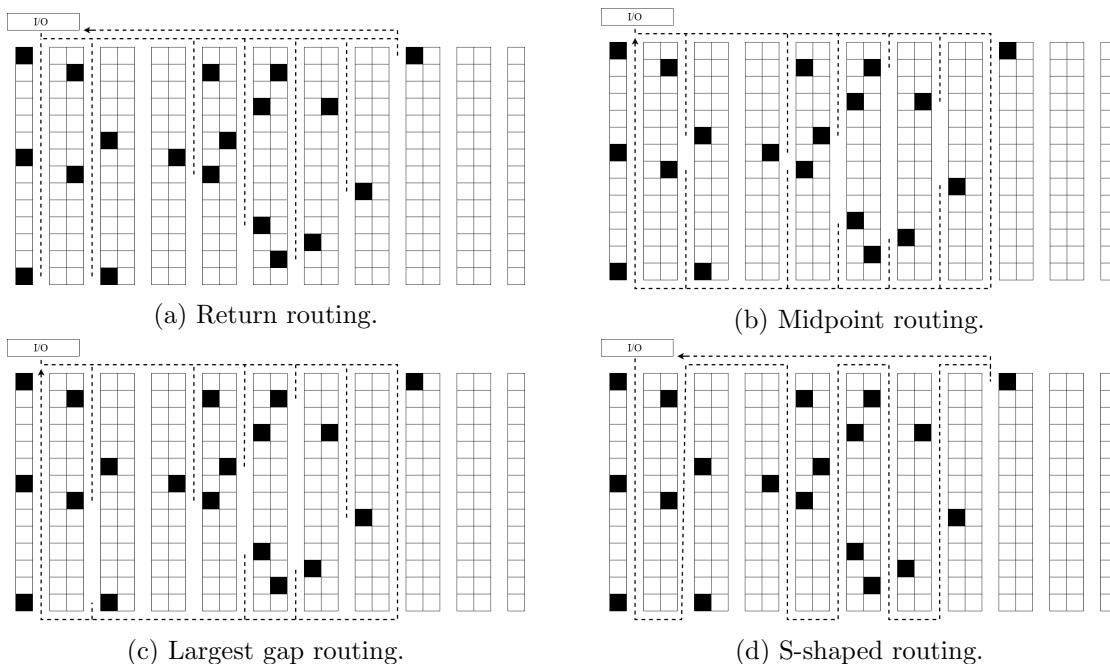 I/O
I/O
(a) Return routing.
(b) Midpoint routing.
I/O
I/O
(c) Largest gap routing.
(d) S-shaped routing.